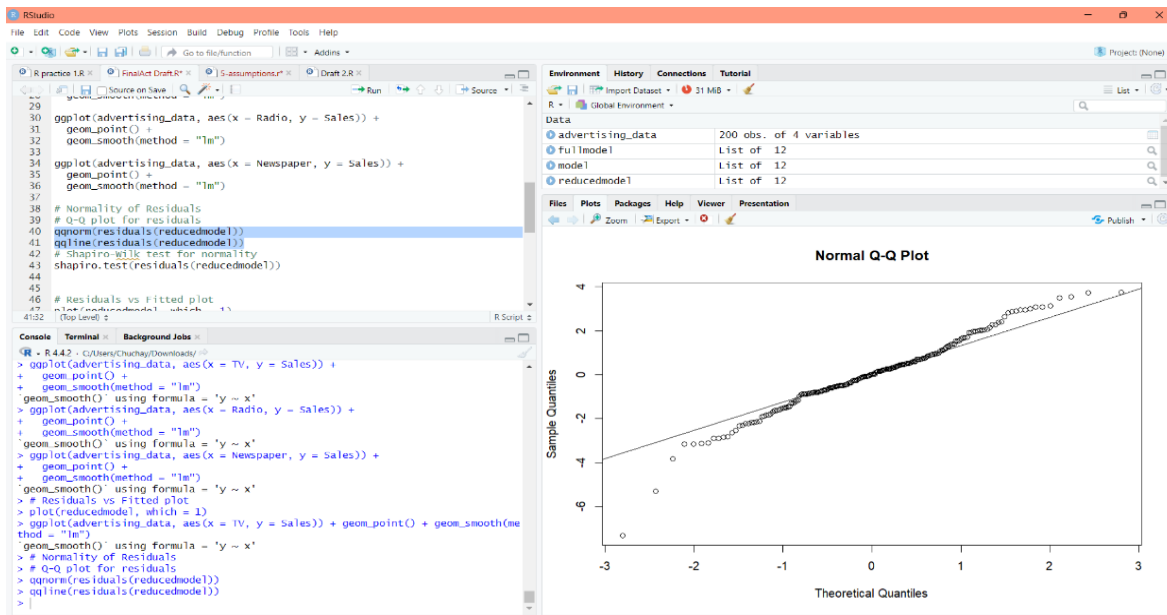 RStudio
File Edit Code View Plots Session Build Debug Profile Tools Help
Go to file/function Addins Project: (None)
R practice 1.R FinalAct Draft.R* 5-assumptions.r* Draft 2.R
Source on Save Run Source
29
30 ggplot(advertising_data, aes(x = Radio, y = Sales)) +
31 geom_point() +
32 geom_smooth(method = "lm")
33
34 ggplot(advertising_data, aes(x = Newspaper, y = Sales)) +
35 geom_point() +
36 geom_smooth(method = "lm")
37
38 # Normality of Residuals
39 # Q-Q plot for residuals
40 qqnorm(residuals(reducedmodel))
41 qqline(residuals(reducedmodel))
42 # Shapiro-Wilk test for normality
43 shapiro.test(residuals(reducedmodel))
44
45
46 # Residuals vs Fitted plot
41:32 (Top Level) R Script
Console Terminal Background Jobs
R 4.4.2 · C:/Users/Chuchay/Downloads/
> ggplot(advertising_data, aes(x = TV, y = Sales)) +
+ geom_point() +
+ geom_smooth(method = "lm")
`geom_smooth()` using formula = 'y ~ x'
> ggplot(advertising_data, aes(x = Radio, y = Sales)) +
+ geom_point() +
+ geom_smooth(method = "lm")
`geom_smooth()` using formula = 'y ~ x'
> ggplot(advertising_data, aes(x = Newspaper, y = Sales)) +
+ geom_point() +
+ geom_smooth(method = "lm")
`geom_smooth()` using formula = 'y ~ x'
> # Residuals vs Fitted plot
> plot(reducedmodel, which = 1)
> ggplot(advertising_data, aes(x = TV, y = Sales)) + geom_point() + geom_smooth(me
thod = "lm")
`geom_smooth()` using formula = 'y ~ x'
> # Normality of Residuals
> # Q-Q plot for residuals
> qqnorm(residuals(reducedmodel))
> qqline(residuals(reducedmodel))
>
Environment History Connections Tutorial
Import Dataset 31 MiB List
R Global Environment
Data
advertising_data 200 obs. of 4 variables
fullmodel List of 12
model List of 12
reducedmodel List of 12
Files Plots Packages Help Viewer Presentation
Zoom Export Publish
Normal Q-Q Plot
Sample Quantiles
4
2
0
-2
-4
-6
-3 -2 -1 0 1 2 3
Theoretical Quantiles